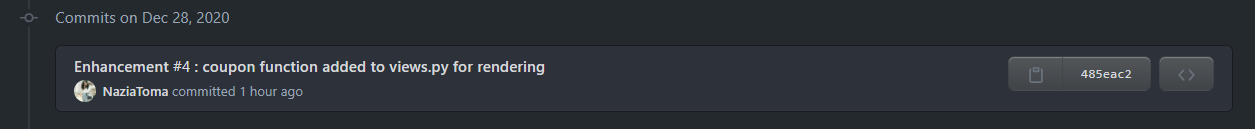 Commits on Dec 28, 2020
Enhancement #4 : coupon function added to views.py for rendering
NaziaToma committed 1 hour ago
485eac2